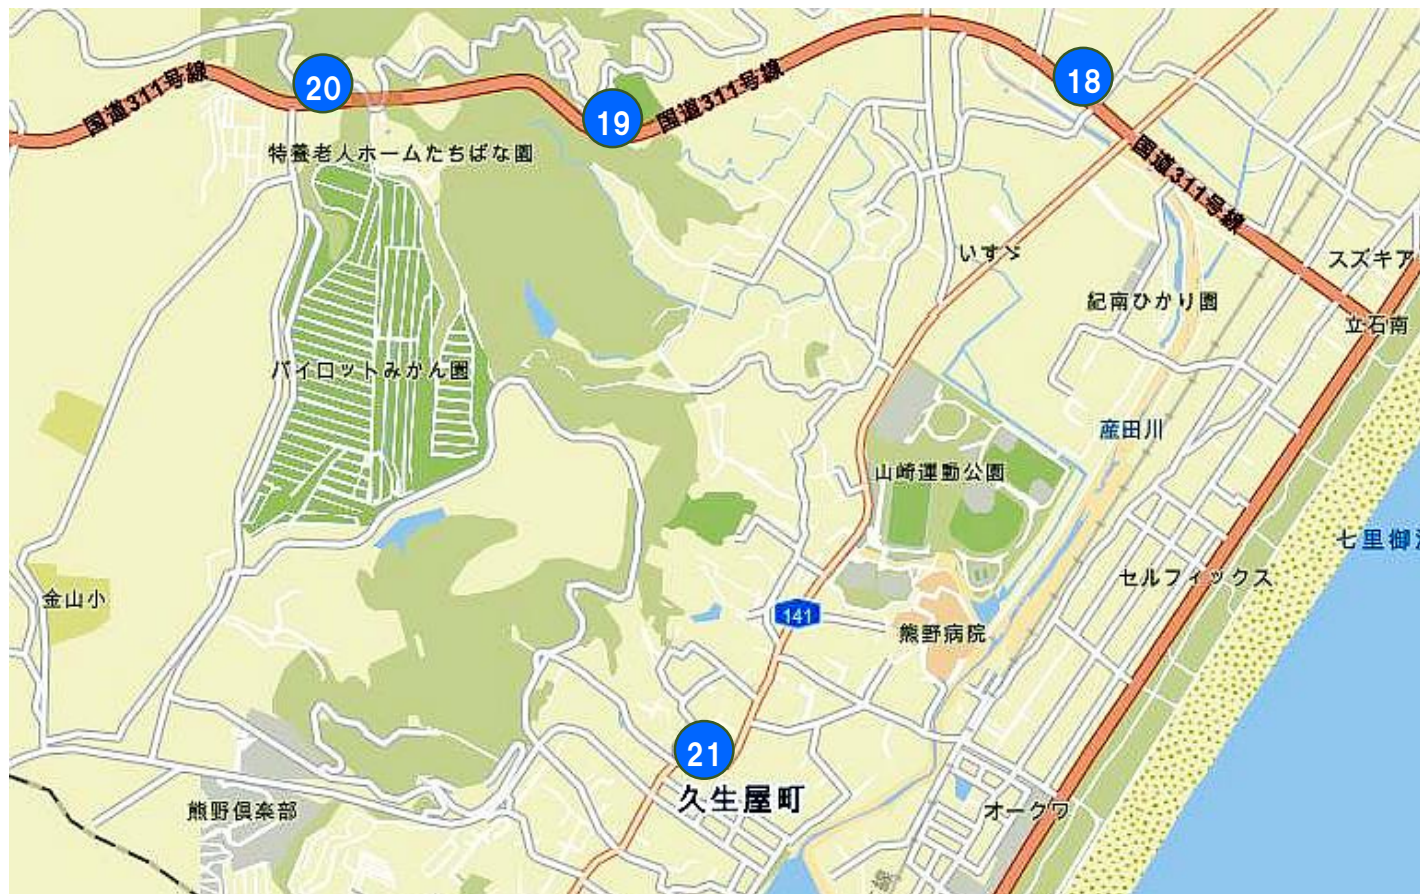 18
20
国道311号線
国道311号線
19
特養老人ホームたちばな園
国道311号線
いすゞ
スズキア
紀南ひかり園
立石南
パイロットみかん園
産田川
山崎運動公園
七里御
セルフィックス
金山小
141
熊野病院
21
久生屋町
熊野倶楽部
オークワ